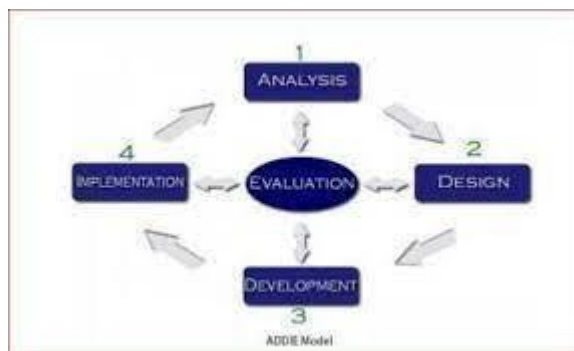 1
ANALYSIS
4
2
IMPLEMENTATION
EVALUATION
DESIGN
DEVELOPMENT
3
ADDIE Model